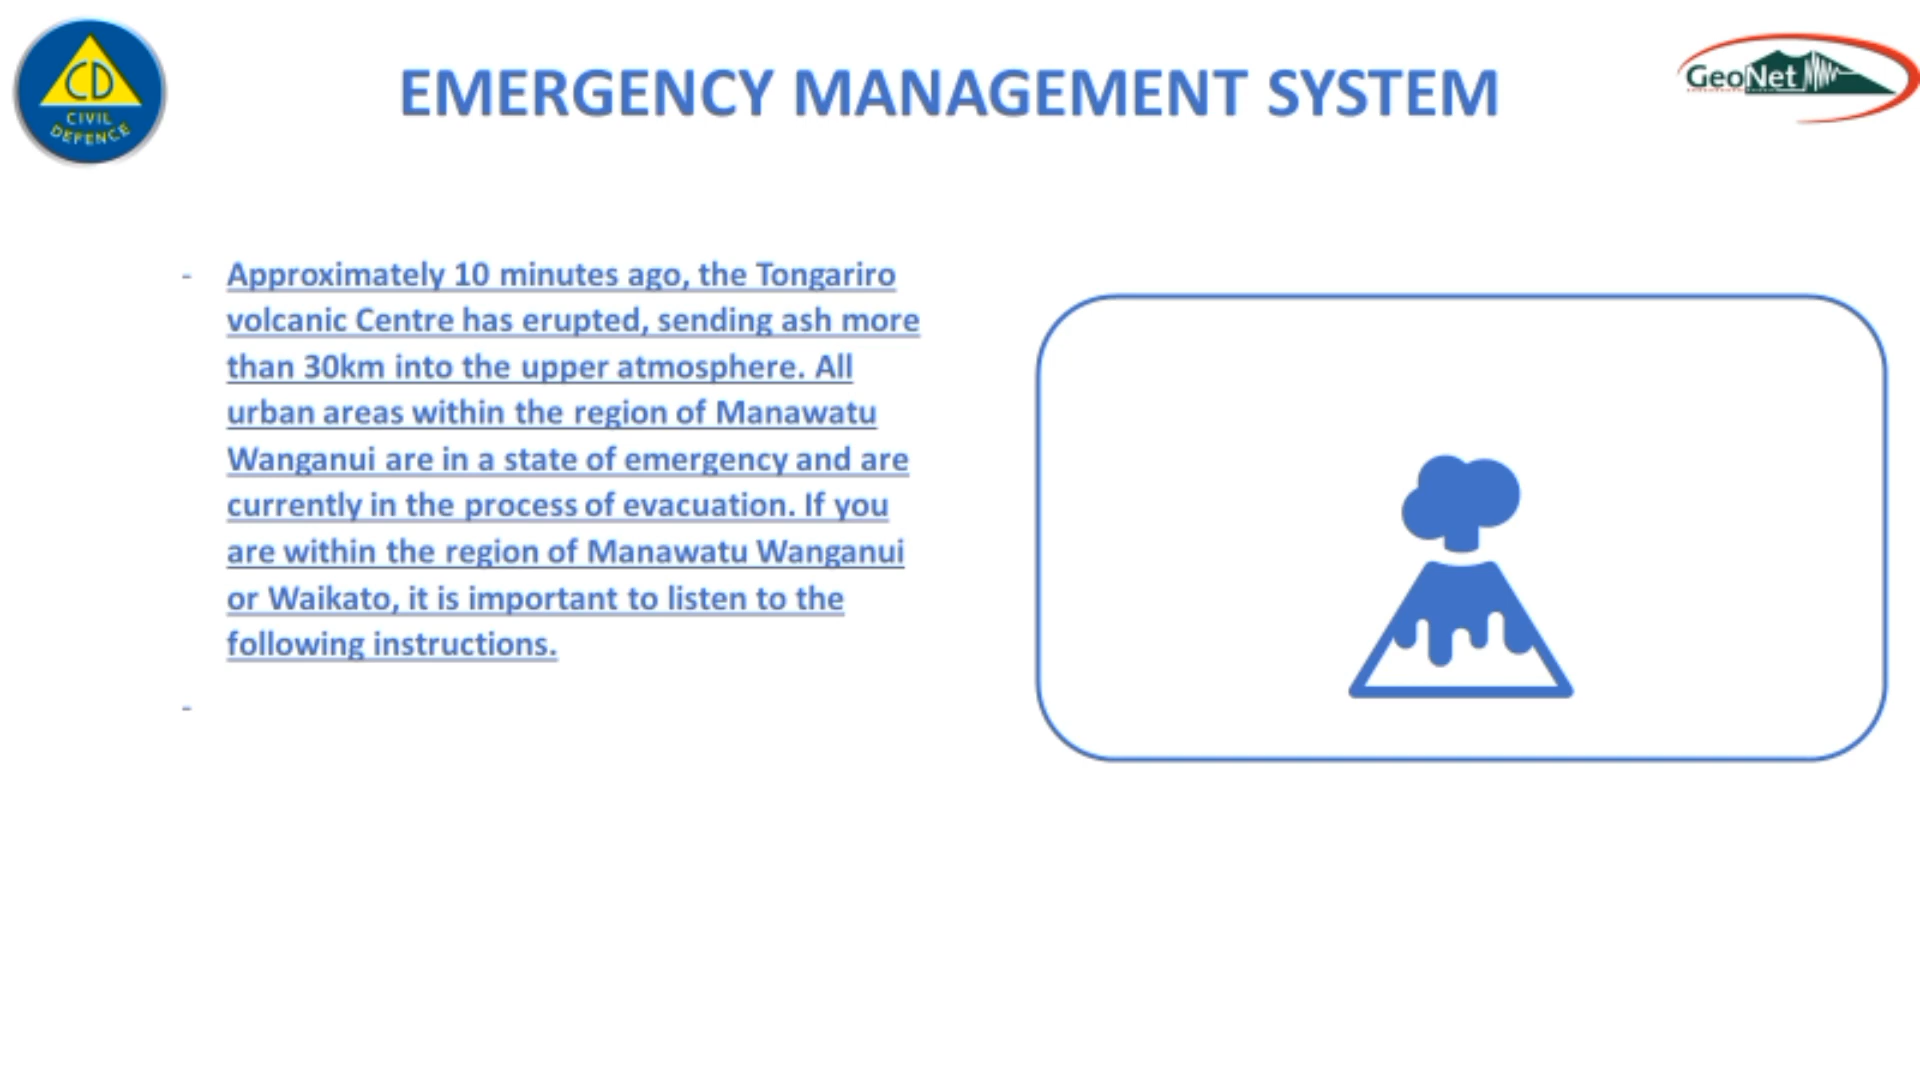 CD
CIVIL
DEFENCE
EMERGENCY MANAGEMENT SYSTEM
GeoNet
- Approximately 10 minutes ago, the Tongariro
volcanic Centre has erupted, sending ash more
than 30km into the upper atmosphere. All
urban areas within the region of Manawatu
Wanganui are in a state of emergency and are
currently in the process of evacuation. If you
are within the region of Manawatu Wanganui
or Waikato, it is important to listen to the
following instructions.
-